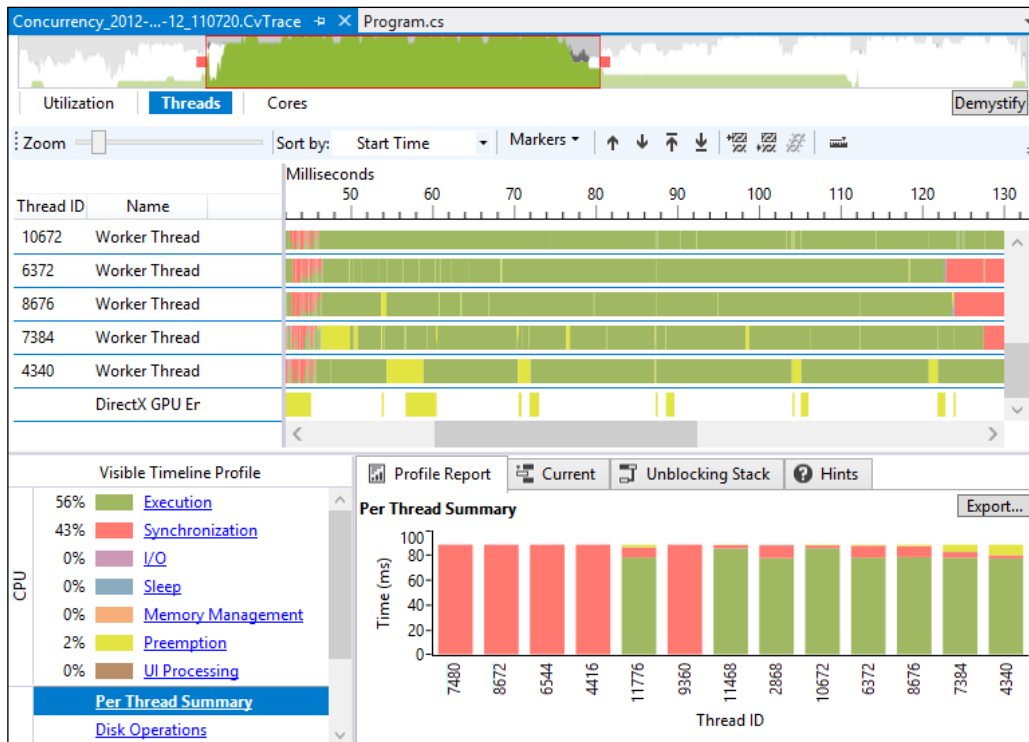 Concurrency_2012-...-12_110720.CvTrace Program.cs
Utilization Threads Cores Demystify
Zoom Sort by: Start Time Markers
Milliseconds
50 60 70 80 90 100 110 120 130
Thread ID Name
10672 Worker Thread
6372 Worker Thread
8676 Worker Thread
7384 Worker Thread
4340 Worker Thread
DirectX GPU Er
Visible Timeline Profile
CPU
56% Execution
43% Synchronization
0% I/O
0% Sleep
0% Memory Management
2% Preemption
0% UI Processing
Per Thread Summary
Disk Operations
Profile Report Current Unblocking Stack Hints
Per Thread Summary Export...
Time (ms)
100
80
60
40
20
0
7480 8672 6544 4416 11776 9360 11468 2868 10672 6372 8676 7384 4340
Thread ID